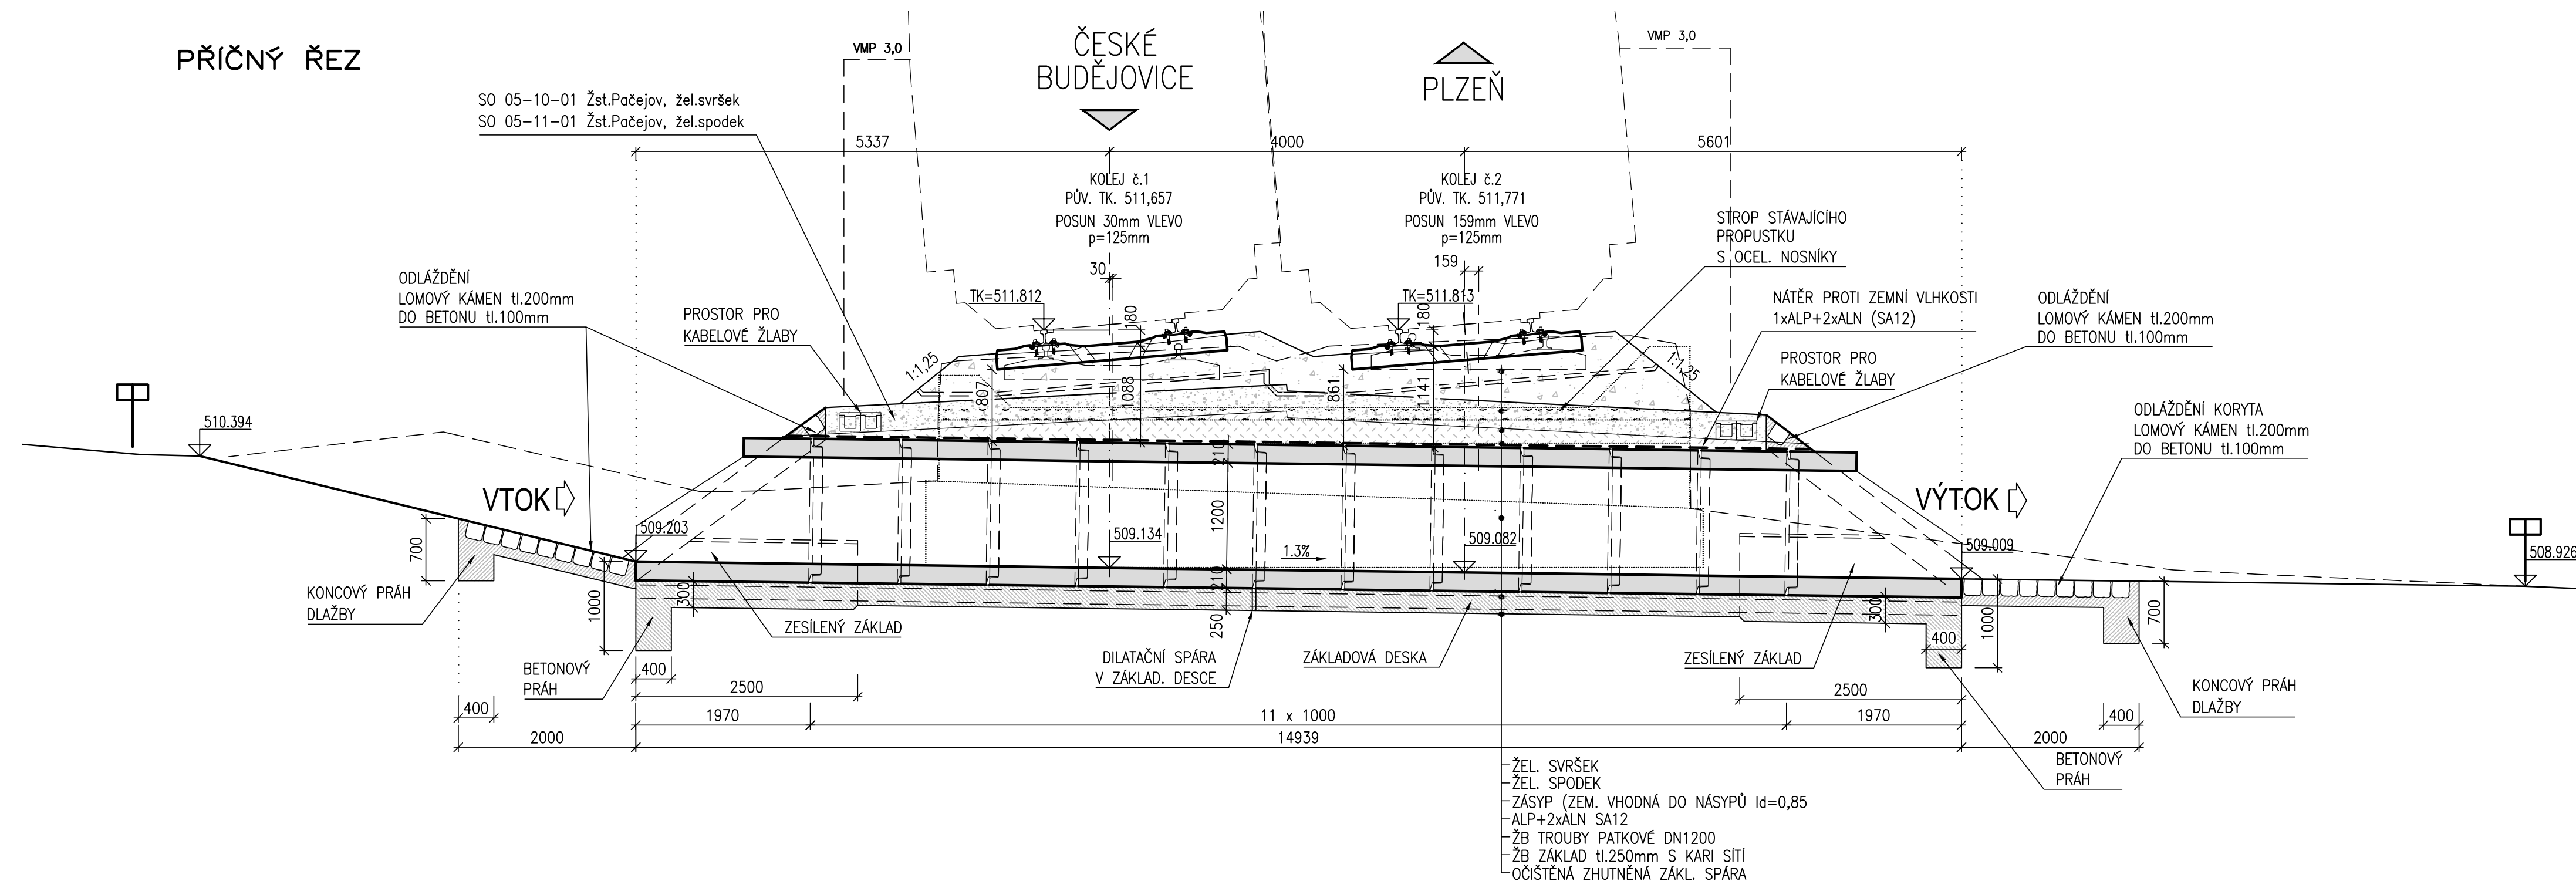 PŘÍČNÝ ŘEZ
VMP 3,0
ČESKÉ
BUDĚJOVICE
PLZEŇ
VMP 3,0
SO 05-10-01 Žst.Pačejov, žel.svršek
SO 05-11-01 Žst.Pačejov, žel.spodek
5337
4000
5601
KOLEJ č.1
PŮV. TK. 511,657
POSUN 30mm VLEVO
p=125mm
30
KOLEJ č.2
PŮV. TK. 511,771
POSUN 159mm VLEVO
p=125mm
159
STROP STÁVAJÍCÍHO
PROPUSTKU
S OCEL. NOSNÍKY
ODLÁŽDĚNÍ
LOMOVÝ KÁMEN tl.200mm
DO BETONU tl.100mm
PROSTOR PRO
KABELOVÉ ŽLABY
TK=511.812
180
TK=511.813
180
NÁTĚR PROTI ZEMNÍ VLHKOSTI
1xALP+2xALN (SA12)
ODLÁŽDĚNÍ
LOMOVÝ KÁMEN tl.200mm
DO BETONU tl.100mm
PROSTOR PRO
KABELOVÉ ŽLABY
1:1,25
1:1,25
807
1088
861
1141
510.394
ODLÁŽDĚNÍ KORYTA
LOMOVÝ KÁMEN tl.200mm
DO BETONU tl.100mm
VTOK
VÝTOK
210
1200
210
250
509.203
509.134
1.3%
509.082
509.009
508.926
700
1000
300
300
1000
700
KONCOVÝ PRÁH
DLAŽBY
ZESÍLENÝ ZÁKLAD
BETONOVÝ
PRÁH
400
DILATAČNÍ SPÁRA
V ZÁKLAD. DESCE
ZÁKLADOVÁ DESKA
ZESÍLENÝ ZÁKLAD
400
KONCOVÝ PRÁH
DLAŽBY
2500
2500
400
1970
11 x 1000
1970
400
2000
14939
2000
BETONOVÝ
PRÁH
ŽEL. SVRŠEK
ŽEL. SPODEK
ZÁSYP (ZEM. VHODNÁ DO NÁSYPŮ Id=0,85
ALP+2xALN SA12
ŽB TROUBY PATKOVÉ DN1200
ŽB ZÁKLAD tl.250mm S KARI SÍTÍ
OČIŠTĚNÁ ZHUTNĚNÁ ZÁKL. SPÁRA